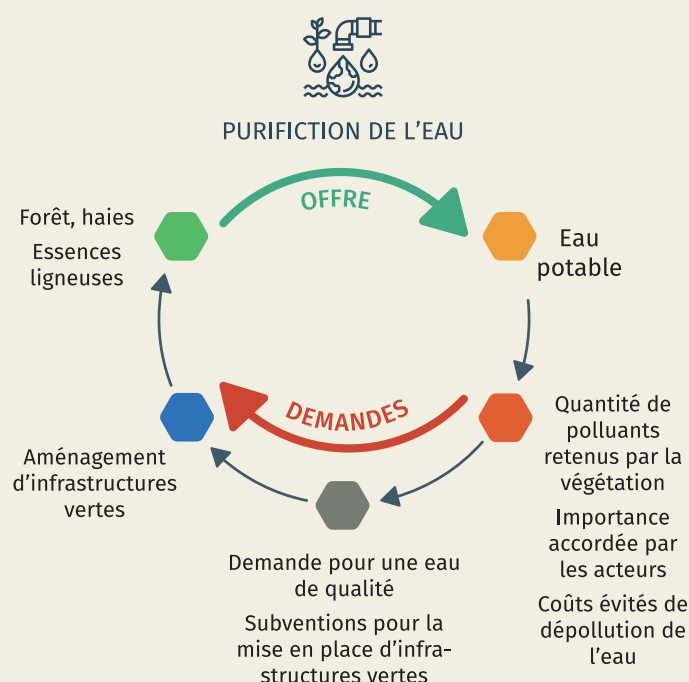 PURIFICTION DE L'EAU
OFFRE
Forêt, haies
Essences
ligneuses
Eau
potable
DEMANDES
Quantité de
polluants
retenus par la
végétation
Importance
accordée par
les acteurs
Coûts évités de
dépollution de
l'eau
Aménagement
d'infrastructures
vertes
Demande pour une eau
de qualité
Subventions pour la
mise en place d'infra-
structures vertes